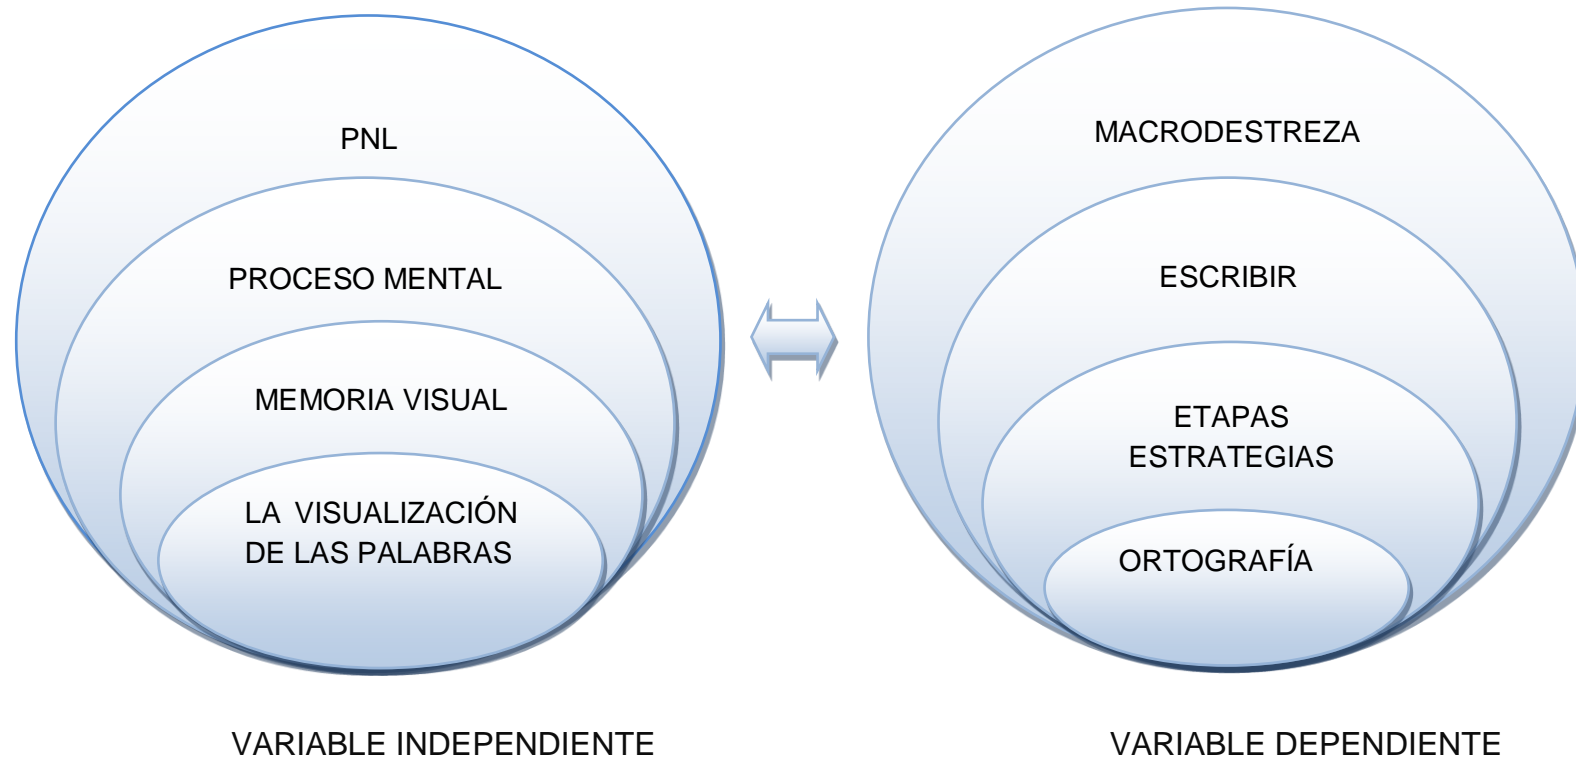 PNL
PROCESO MENTAL
MEMORIA VISUAL
LA VISUALIZACIÓN
DE LAS PALABRAS
VARIABLE INDEPENDIENTE
MACRODESTREZA
ESCRIBIR
ETAPAS
ESTRATEGIAS
ORTOGRAFÍA
VARIABLE DEPENDIENTE